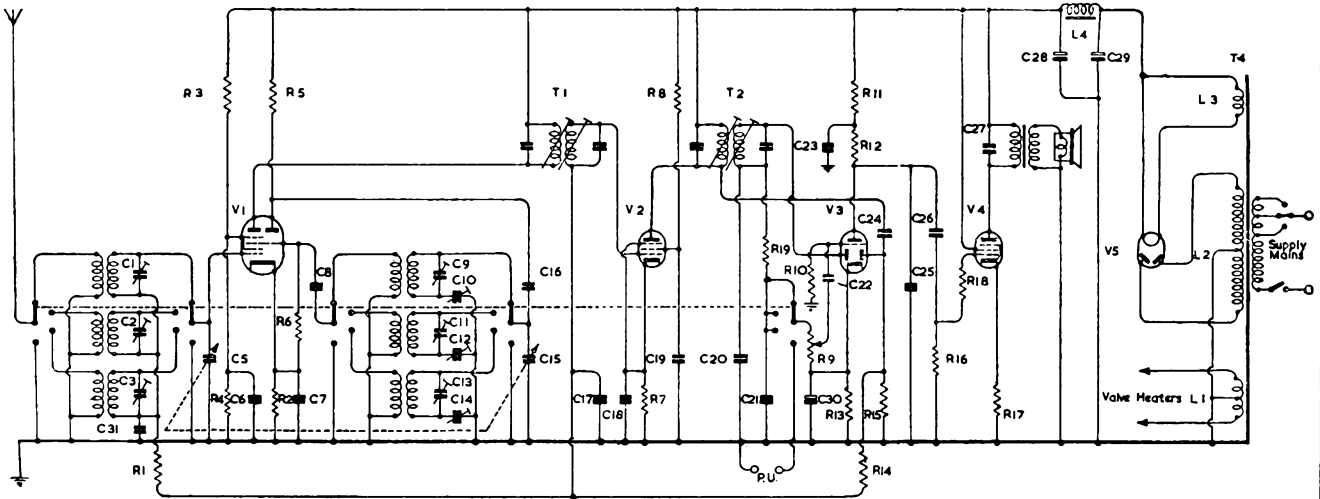 L4
C28
C29
T4
R3
R5
T1
R8
T2
R11
L3
C23
R12
C27
V1
V2
V3
C24
C26
V4
V5
L2
Supply
Mains
C1
C8
C9
C10
C16
R19
R10
C22
C25
R18
C2
R6
C11
C12
C3
C5
C15
C19
C20
R9
R16
C31
R4
C6
R2
C7
C13
C14
C17
C18
R7
C21
C30
R13
R15
R17
Valve Heaters L1
R1
P.U.
R14